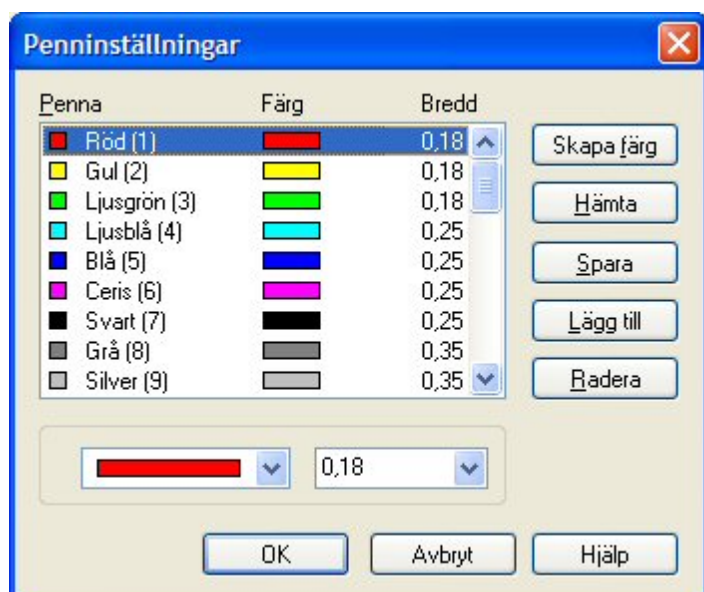 Penninställningar
Penna Färg Bredd
Röd (1) 0,18
Gul (2) 0,18
Ljusgrön (3) 0,18
Ljusblå (4) 0,25
Blå (5) 0,25
Ceris (6) 0,25
Svart (7) 0,25
Grå (8) 0,35
Silver (9) 0,35
Skapa färg
Hämta
Spara
Lägg till
Radera
0,18
OK Avbryt Hjälp